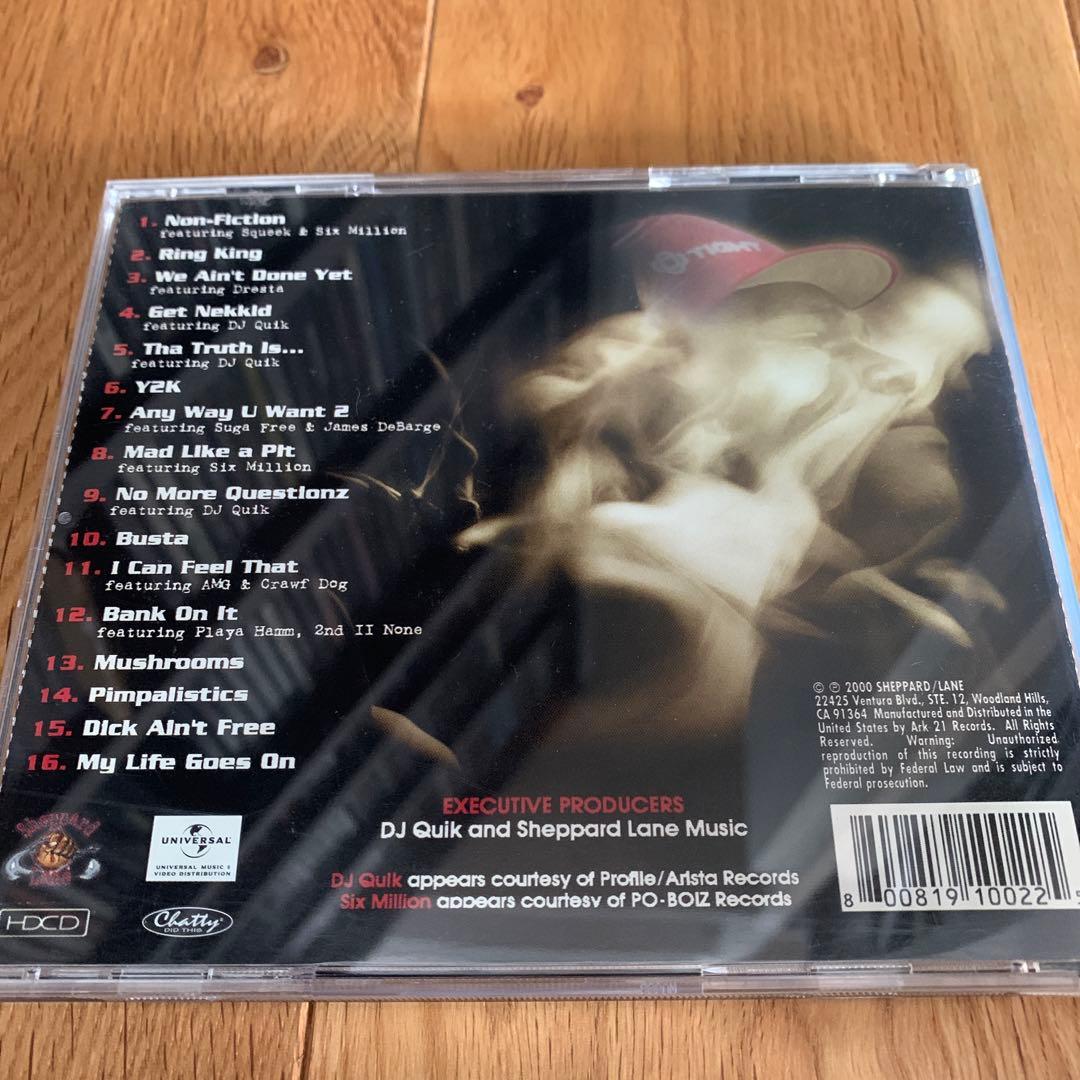 1. Non-Fiction
featuring Squeek & Six Million
2. Ring King
3. We Ain't Done Yet
featuring Dresta
4. Get Nekkid
featuring DJ Quik
5. Tha Truth Is...
featuring DJ Quik
6. Y2K
7. Any Way U Want 2
featuring Suga Free & James DeBarge
8. Mad Like a Pit
featuring Six Million
9. No More Questionz
featuring DJ Quik
10. Busta
11. I Can Feel That
featuring AMG & Crawf Dog
12. Bank On It
featuring Playa Hamm, 2nd II None
13. Mushrooms
14. Pimpalistics
15. Dick Ain't Free
16. My Life Goes On
TIGHT
© ℗ 2000 SHEPPARD/LANE
22425 Ventura Blvd., STE. 12, Woodland Hills,
CA 91364 Manufactured and Distributed in the
United States by Ark 21 Records. All Rights
Reserved. Warning: Unauthorized
reproduction of this recording is strictly
prohibited by Federal Law and is subject to
Federal prosecution.
EXECUTIVE PRODUCERS
DJ Quik and Sheppard Lane Music
DJ Quik appears courtesy of Profile/Arista Records
Six Million appears courtesy of PO-BOIZ Records
Sheppard
Lane
UNIVERSAL
UNIVERSAL MUSIC &
VIDEO DISTRIBUTION
HDCD
Chatty
DID THIS
8 00819 10022 5